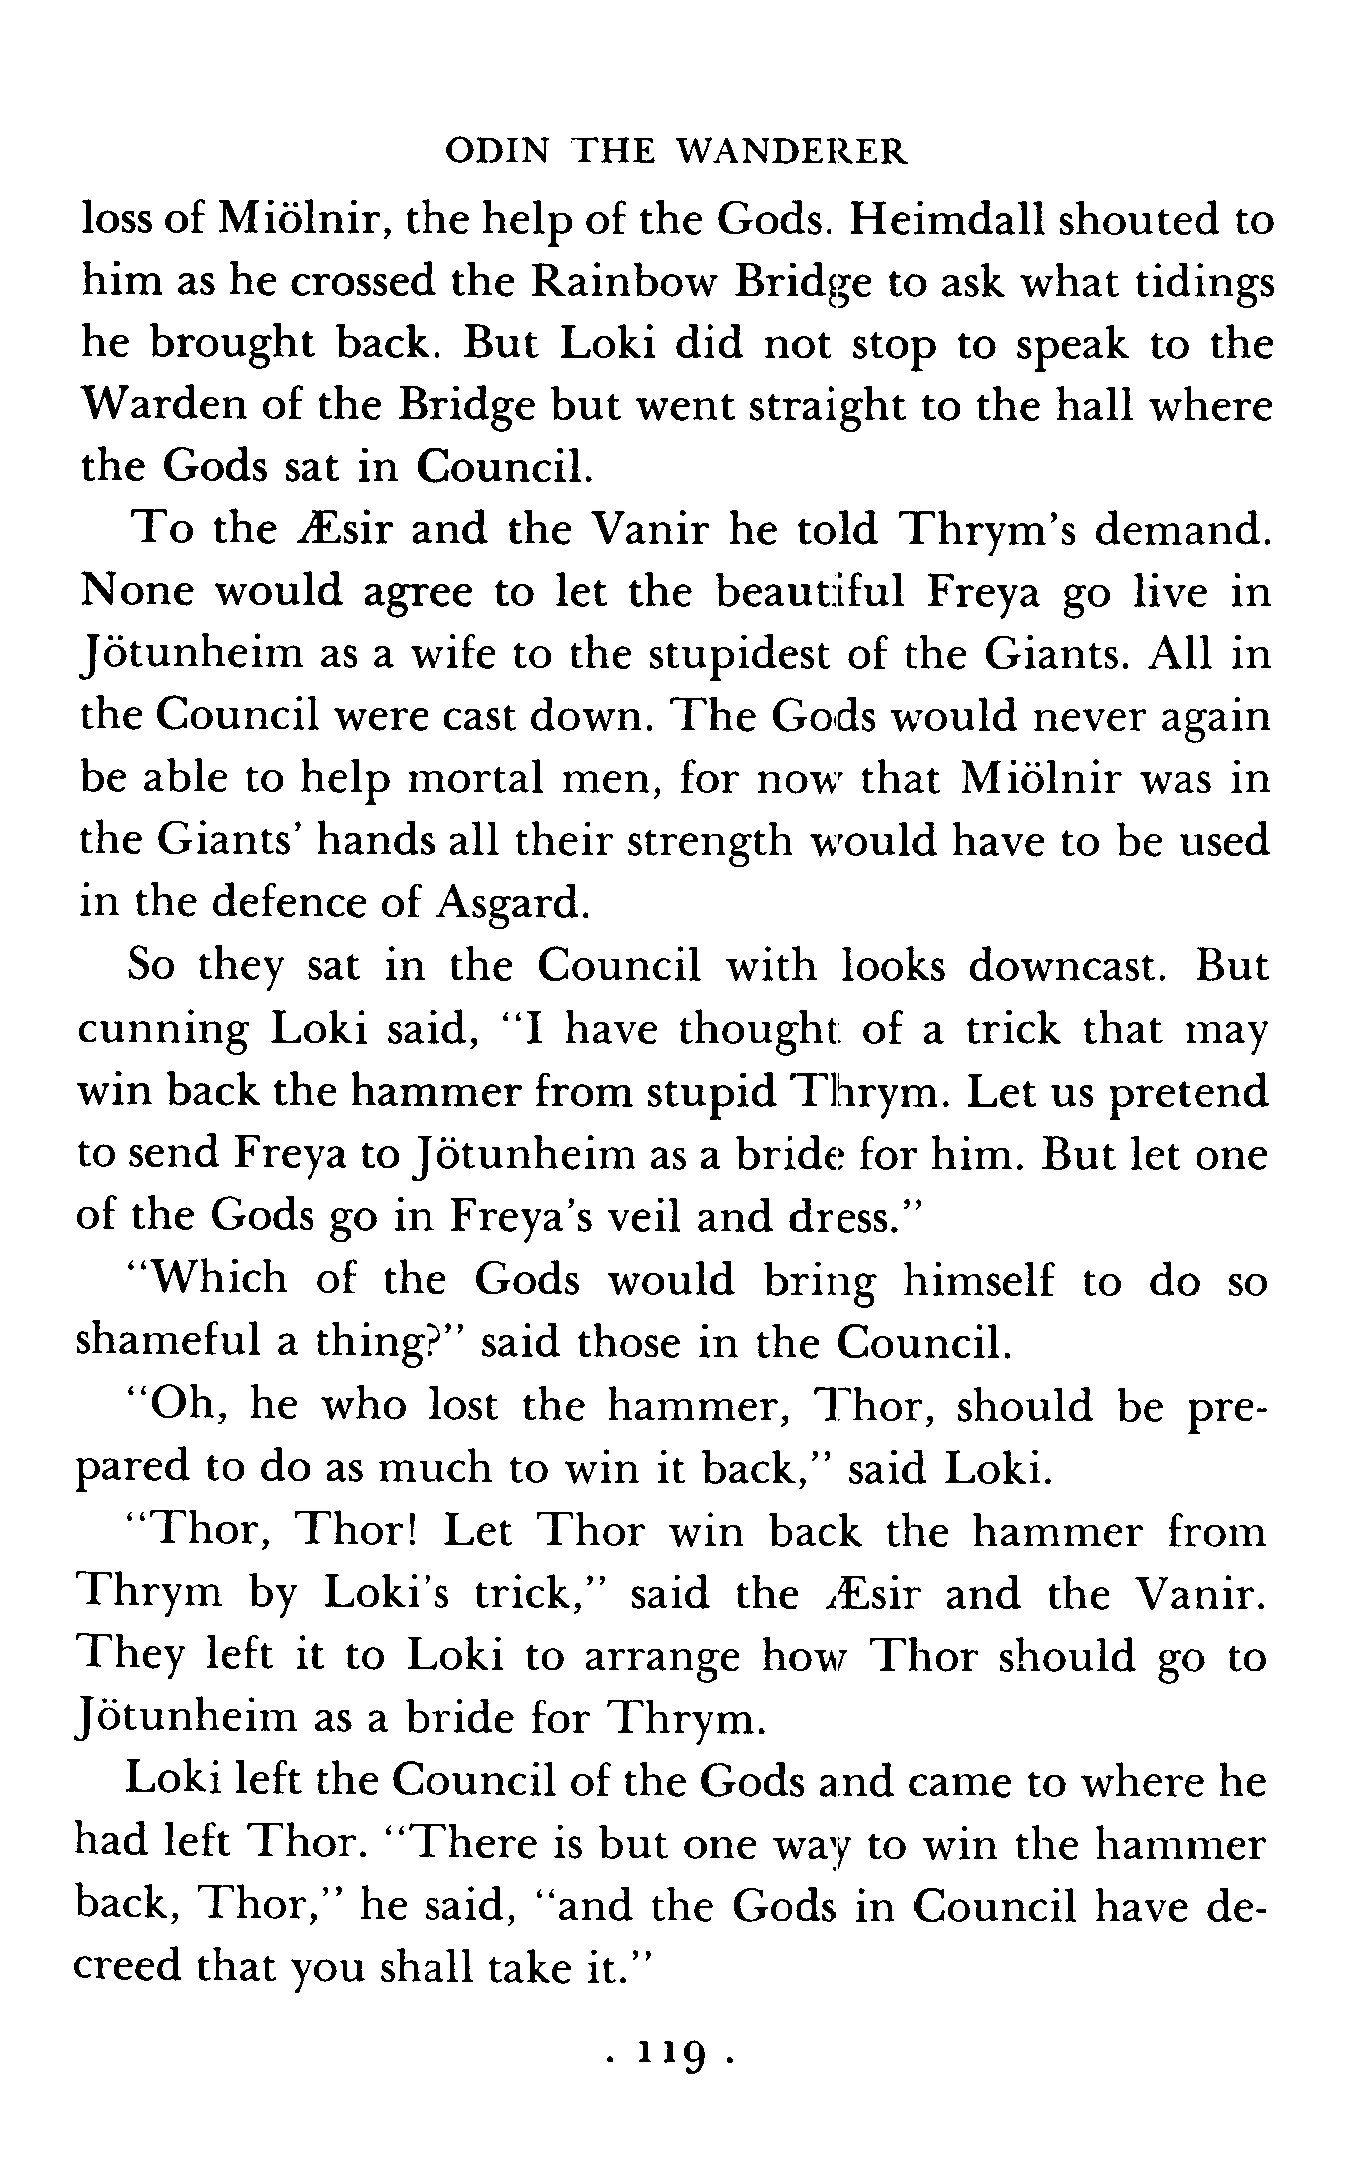 ODIN THE WANDERER
loss of Miölnir, the help of the Gods. Heimdall shouted to
him as he crossed the Rainbow Bridge to ask what tidings
he brought back. But Loki did not stop to speak to the
Warden of the Bridge but went straight to the hall where
the Gods sat in Council.
To the Æsir and the Vanir he told Thrym's demand.
None would agree to let the beautiful Freya go live in
Jötunheim as a wife to the stupidest of the Giants. All in
the Council were cast down. The Gods would never again
be able to help mortal men, for now that Miölnir was in
the Giants' hands all their strength would have to be used
in the defence of Asgard.
So they sat in the Council with looks downcast. But
cunning Loki said, "I have thought of a trick that may
win back the hammer from stupid Thrym. Let us pretend
to send Freya to Jötunheim as a bride for him. But let one
of the Gods go in Freya's veil and dress."
"Which of the Gods would bring himself to do so
shameful a thing?" said those in the Council.
"Oh, he who lost the hammer, Thor, should be pre-
pared to do as much to win it back," said Loki.
"Thor, Thor! Let Thor win back the hammer from
Thrym by Loki's trick," said the Æsir and the Vanir.
They left it to Loki to arrange how Thor should go to
Jötunheim as a bride for Thrym.
Loki left the Council of the Gods and came to where he
had left Thor. "There is but one way to win the hammer
back, Thor," he said, "and the Gods in Council have de-
creed that you shall take it."
. 119 .